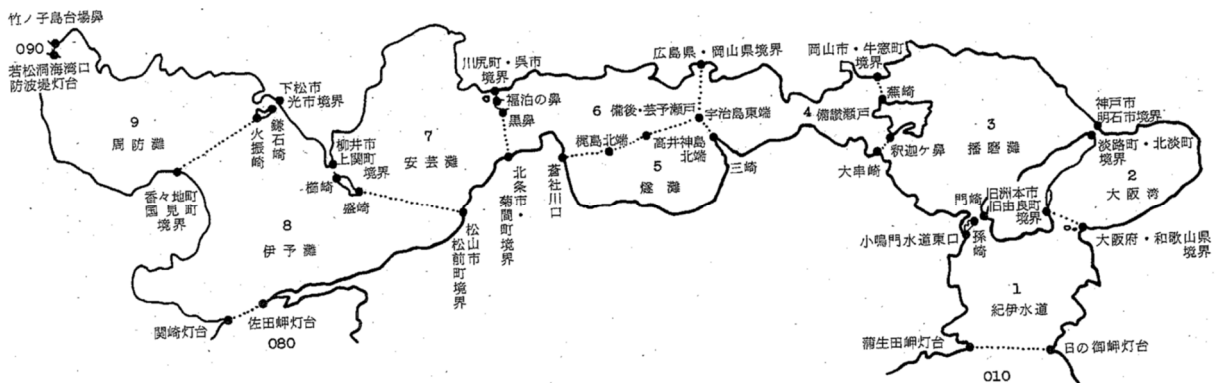 竹ノ子島台場鼻
090
若松洞海湾口
防波堤灯台
9
周防灘
下松市
光市境界
鎌石崎
火振崎
香々地町
国見町
境界
柳井市
上関町
境界
櫛崎
盛崎
8
伊予灘
関崎灯台
佐田岬灯台
080
7
安芸灘
川尻町・呉市
境界
福泊の鼻
黒鼻
松山市
松前町境界
北条市・
菊間町境界
6 備後・芸予瀬戸
梶島北端
蒼社川口
高井神島
北端
5
燧灘
広島県・岡山県境界
宇治島東端
三崎
4 備讃瀬戸
岡山市・牛窓町
境界
蕪崎
釈迦ケ鼻
大串崎
3
播磨灘
神戸市
明石市境界
淡路町・北淡町
境界
2
大阪湾
門崎
旧洲本市
旧由良町
境界
小鳴門水道東口
孫崎
大阪府・和歌山県
境界
1
紀伊水道
蒲生田岬灯台
日の御岬灯台
010